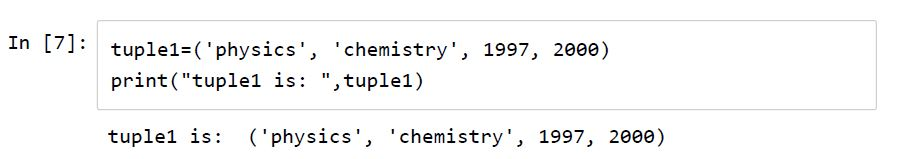 In [7]: tuple1=('physics', 'chemistry', 1997, 2000)
print("tuple1 is: ",tuple1)
tuple1 is:  ('physics', 'chemistry', 1997, 2000)